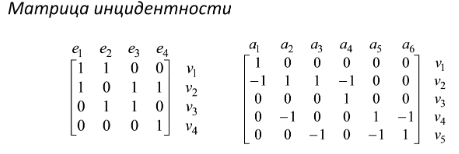 Матрица инцидентности
e₁ e₂ e₃ e₄
1 1 0 0 v₁
1 0 1 1 v₂
0 1 1 0 v₃
0 0 0 1 v₄
a₁ a₂ a₃ a₄ a₅ a₆
1 0 0 0 0 0 v₁
−1 1 1 −1 0 0 v₂
0 0 0 1 0 0 v₃
0 −1 0 0 1 −1 v₄
0 0 −1 0 −1 1 v₅